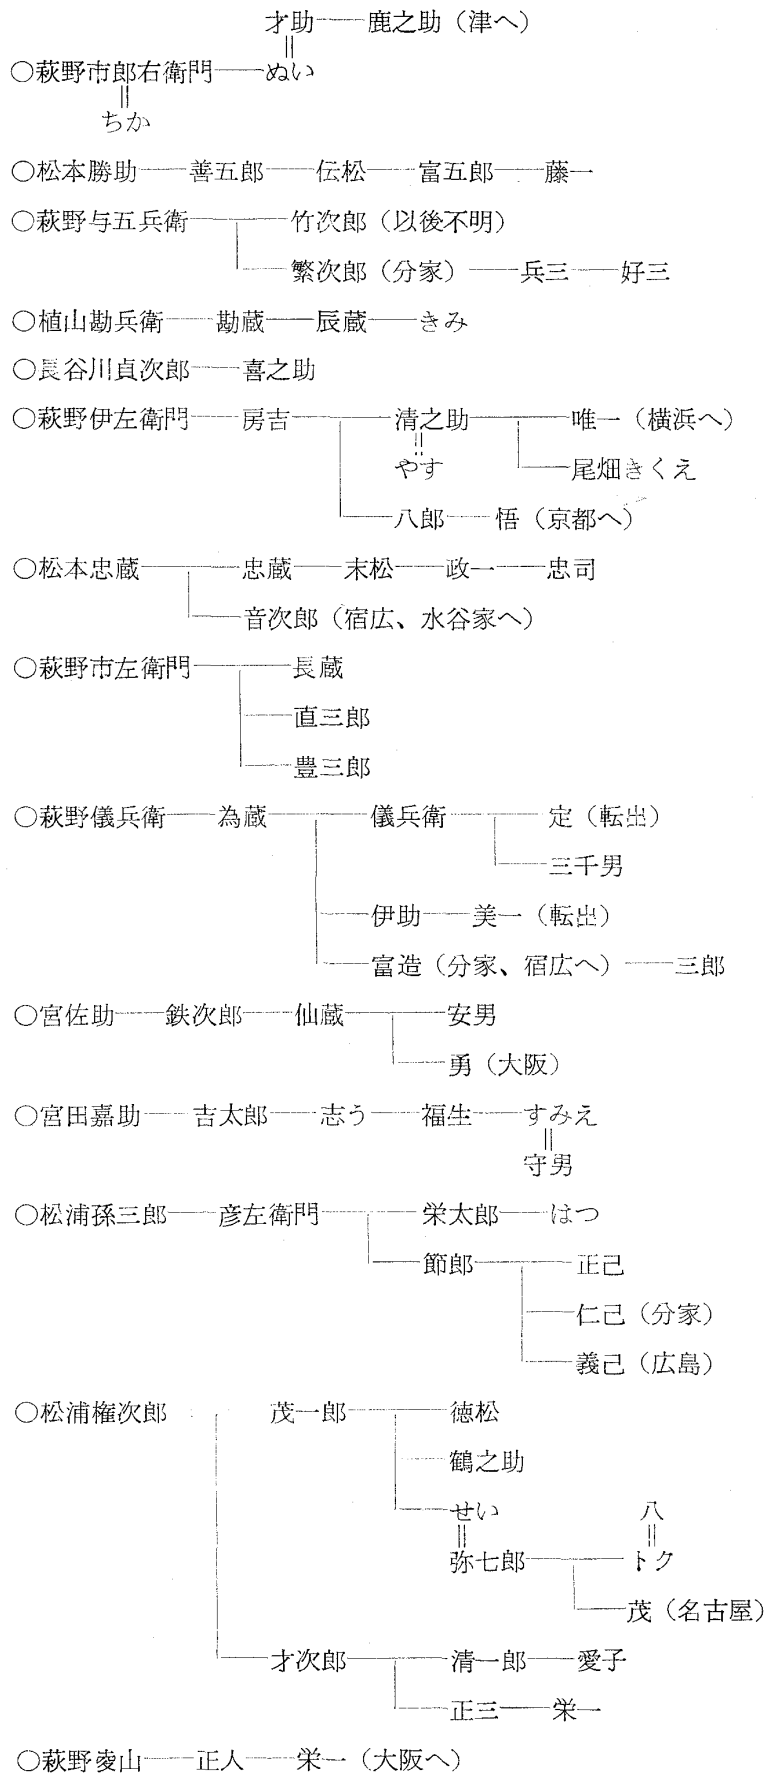 才助――鹿之助（津へ）
○萩野市郎右衛門――ぬい
ちか
○松本勝助――善五郎――伝松――富五郎――藤一
○萩野与五兵衛――竹次郎（以後不明）
繁次郎（分家）――兵三――好三
○植山勘兵衛――勘蔵――辰蔵――きみ
○長谷川貞次郎――喜之助
○萩野伊左衛門――房吉――清之助――唯一（横浜へ）
やす――尾畑きくえ
八郎――悟（京都へ）
○松本忠蔵――忠蔵――末松――政一――忠司
音次郎（宿広、水谷家へ）
○萩野市左衛門――長蔵
直三郎
豊三郎
○萩野儀兵衛――為蔵――儀兵衛――定（転出）
三千男
伊助――美一（転出）
富造（分家、宿広へ）――三郎
○宮佐助――鉄次郎――仙蔵――安男
勇（大阪）
○宮田嘉助――吉太郎――志う――福生――すみえ
守男
○松浦孫三郎――彦左衛門――栄太郎――はつ
節郎――正己
仁己（分家）
義己（広島）
○松浦権次郎　茂一郎――徳松
鶴之助
せい　八
弥七郎――トク
茂（名古屋）
才次郎――清一郎――愛子
正三――栄一
○萩野夌山――正人――栄一（大阪へ）